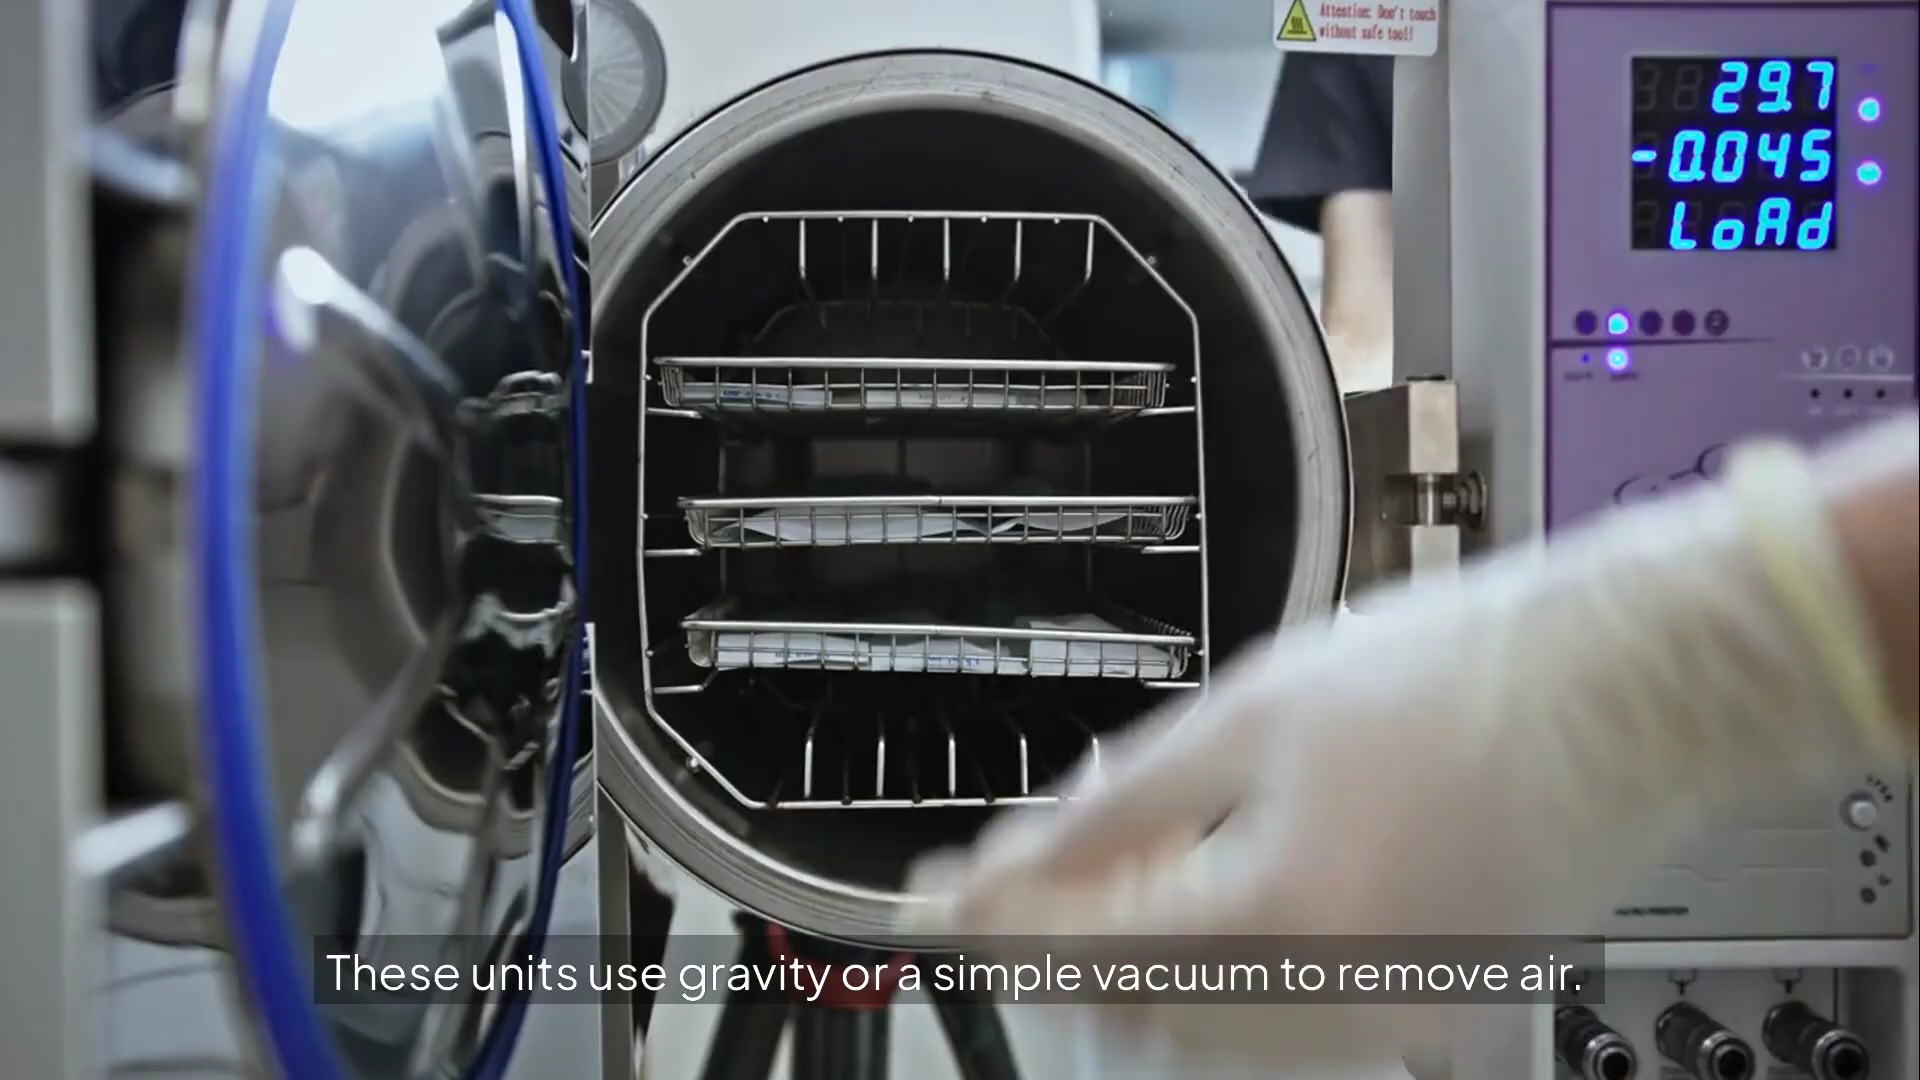 Attention: Don't touch
without safe tool!
29.7
-0.045
LoAd
These units use gravity or a simple vacuum to remove air.